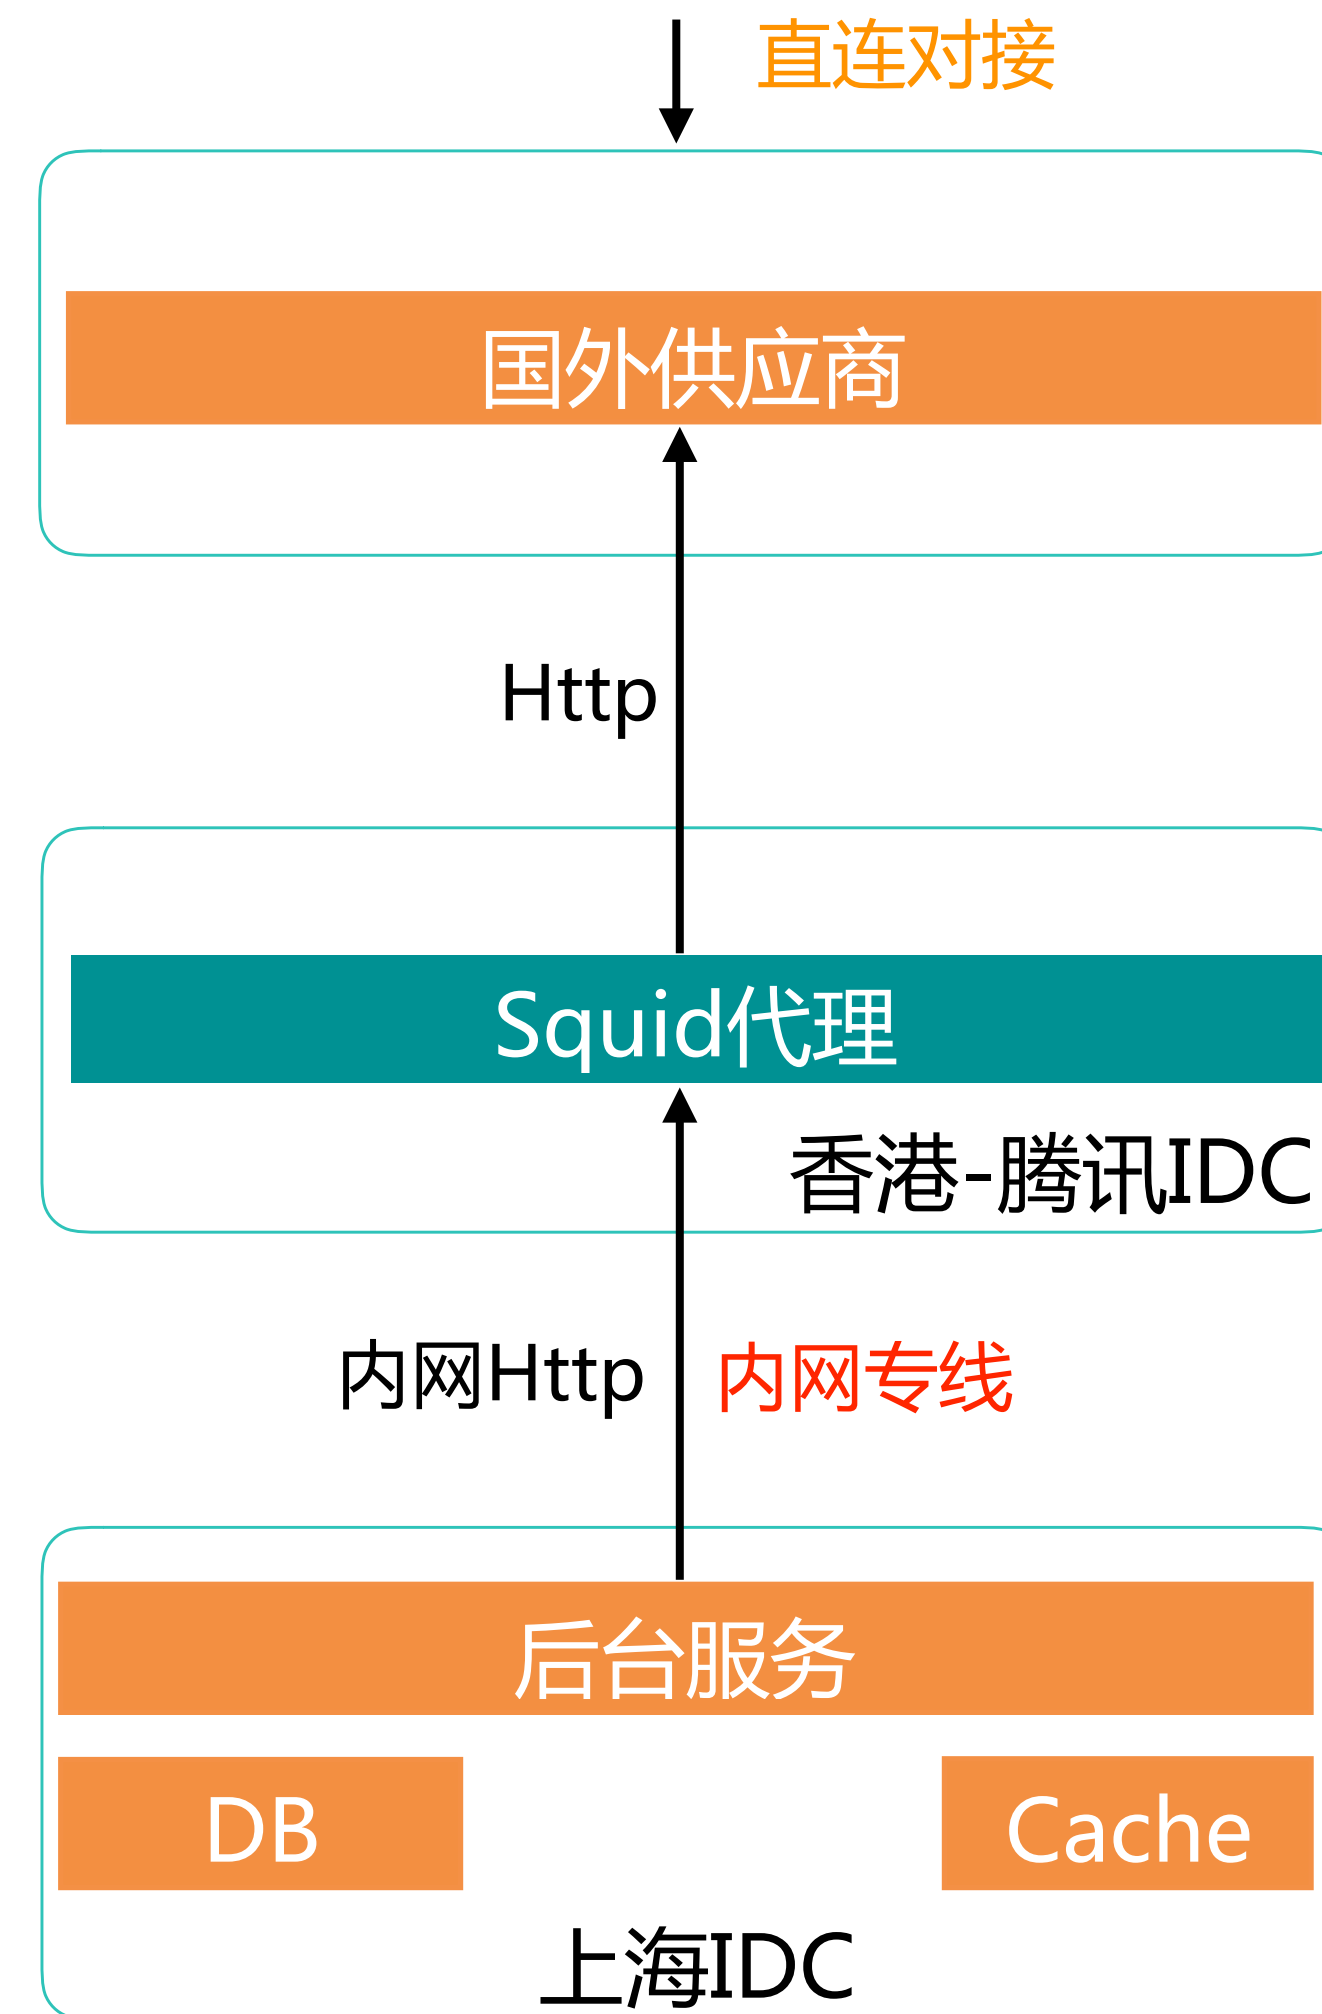 直连对接
国外供应商
Http
Squid代理
香港-腾讯IDC
内网Http 内网专线
后台服务
DB Cache
上海IDC